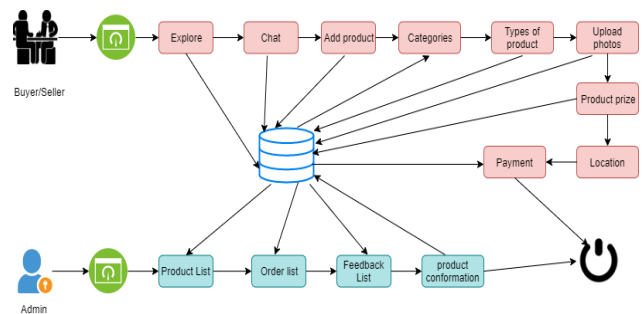 Explore
Chat
Add product
Categories
Types of
product
Upload
photos
Buyer/Seller
Product prize
Payment
Location
Product List
Order list
Feedback
List
product
conformation
Admin